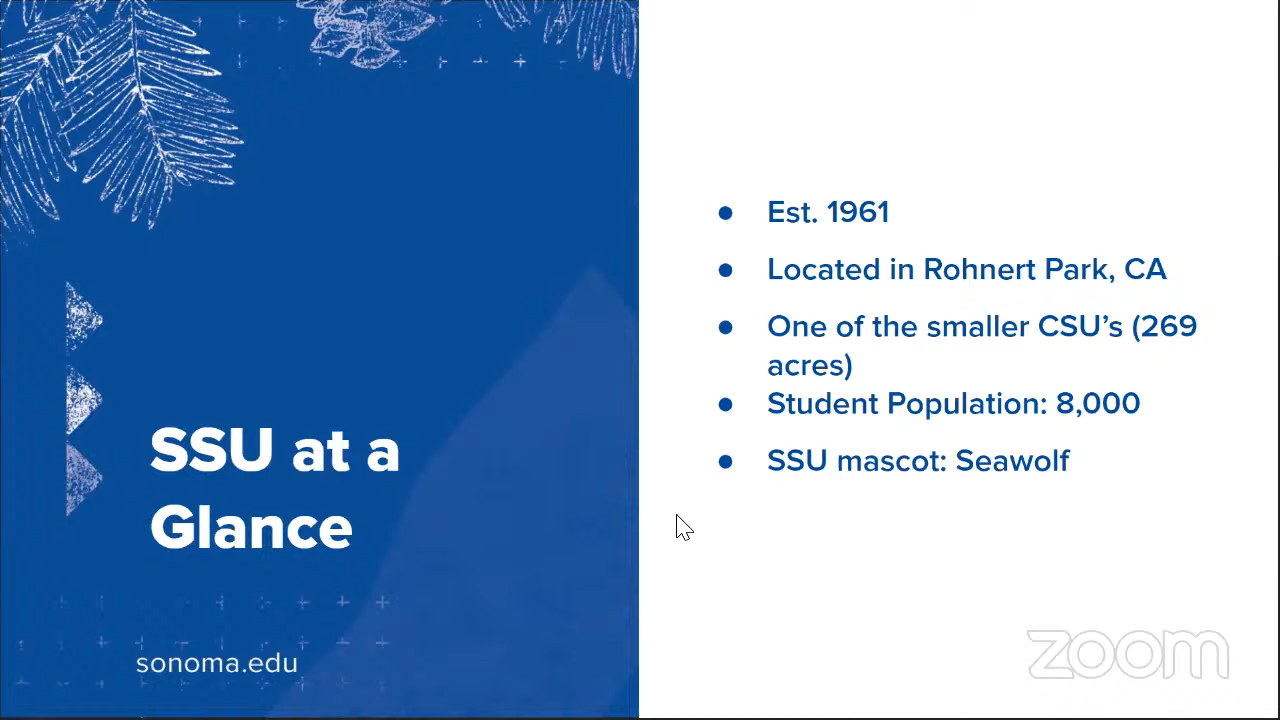 SSU at a
Glance
sonoma.edu
● Est. 1961
● Located in Rohnert Park, CA
● One of the smaller CSU’s (269
acres)
● Student Population: 8,000
● SSU mascot: Seawolf
zoom